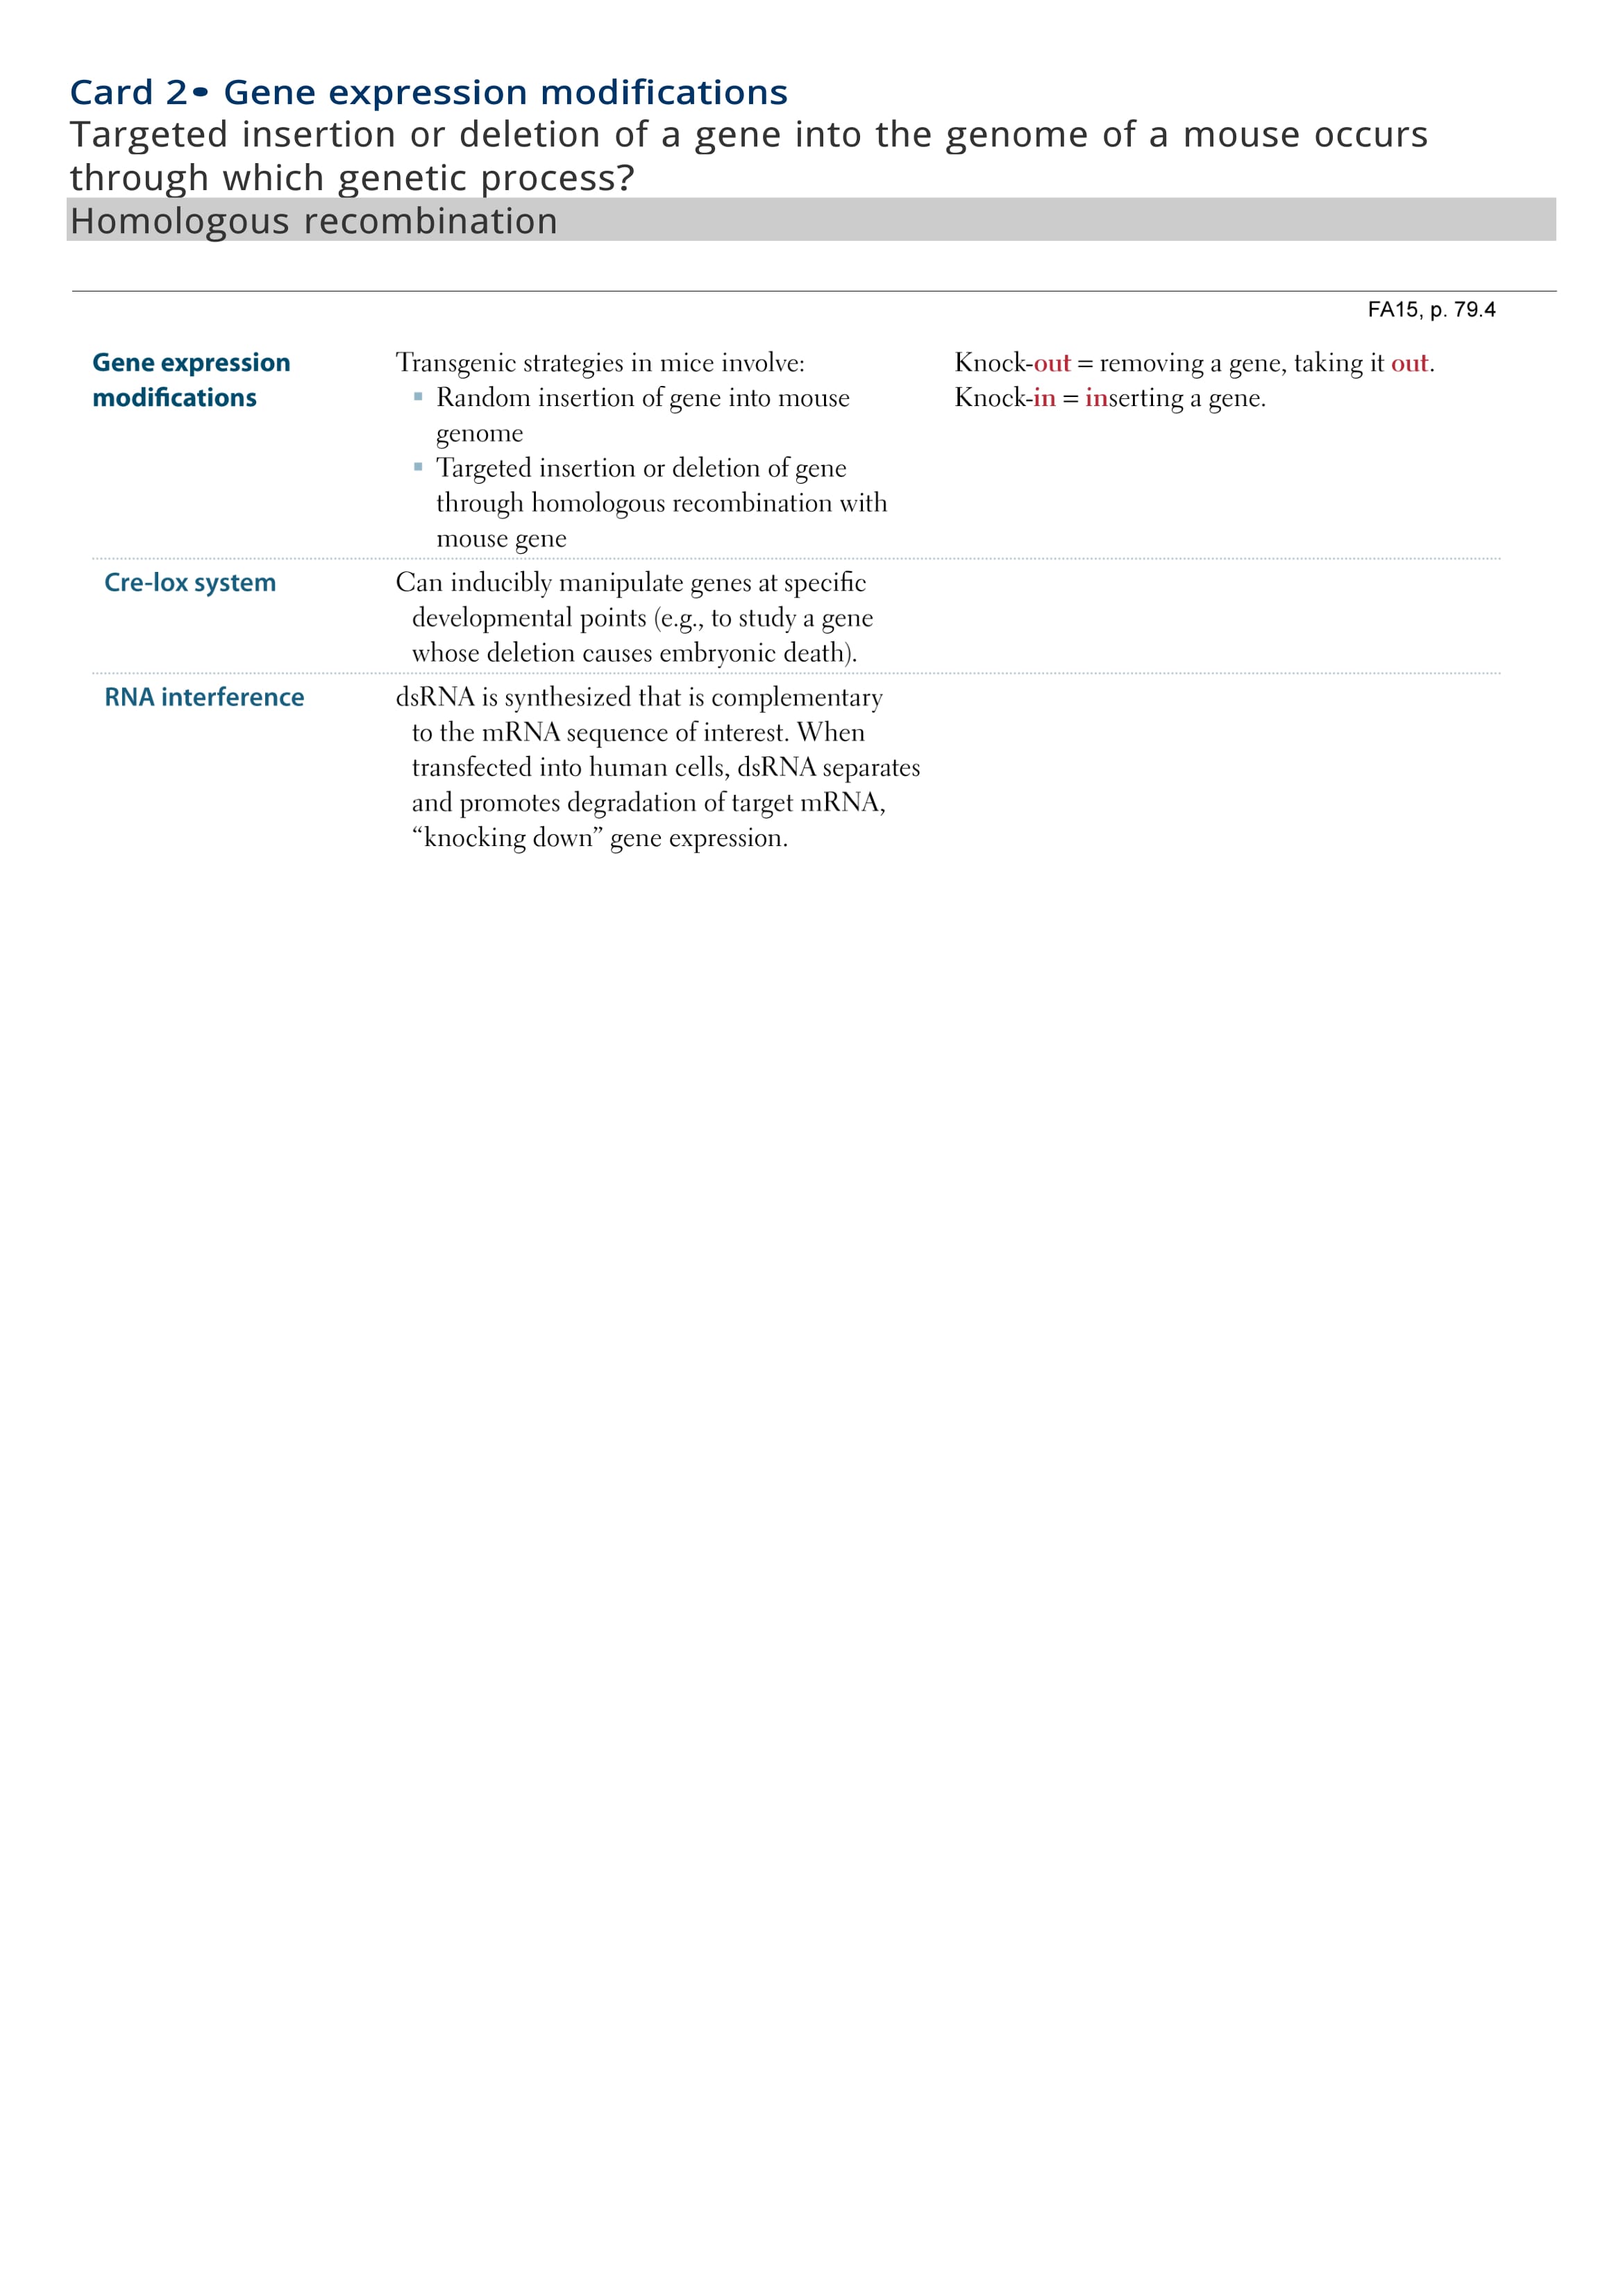 Card 2• Gene expression modifications
Targeted insertion or deletion of a gene into the genome of a mouse occurs
through which genetic process?
Homologous recombination
FA15, p. 79.4
Gene expression
modifications
Transgenic strategies in mice involve:
▪ Random insertion of gene into mouse
genome
▪ Targeted insertion or deletion of gene
through homologous recombination with
mouse gene
Knock-out = removing a gene, taking it out.
Knock-in = inserting a gene.
Cre-lox system
Can inducibly manipulate genes at specific
developmental points (e.g., to study a gene
whose deletion causes embryonic death).
RNA interference
dsRNA is synthesized that is complementary
to the mRNA sequence of interest. When
transfected into human cells, dsRNA separates
and promotes degradation of target mRNA,
“knocking down” gene expression.